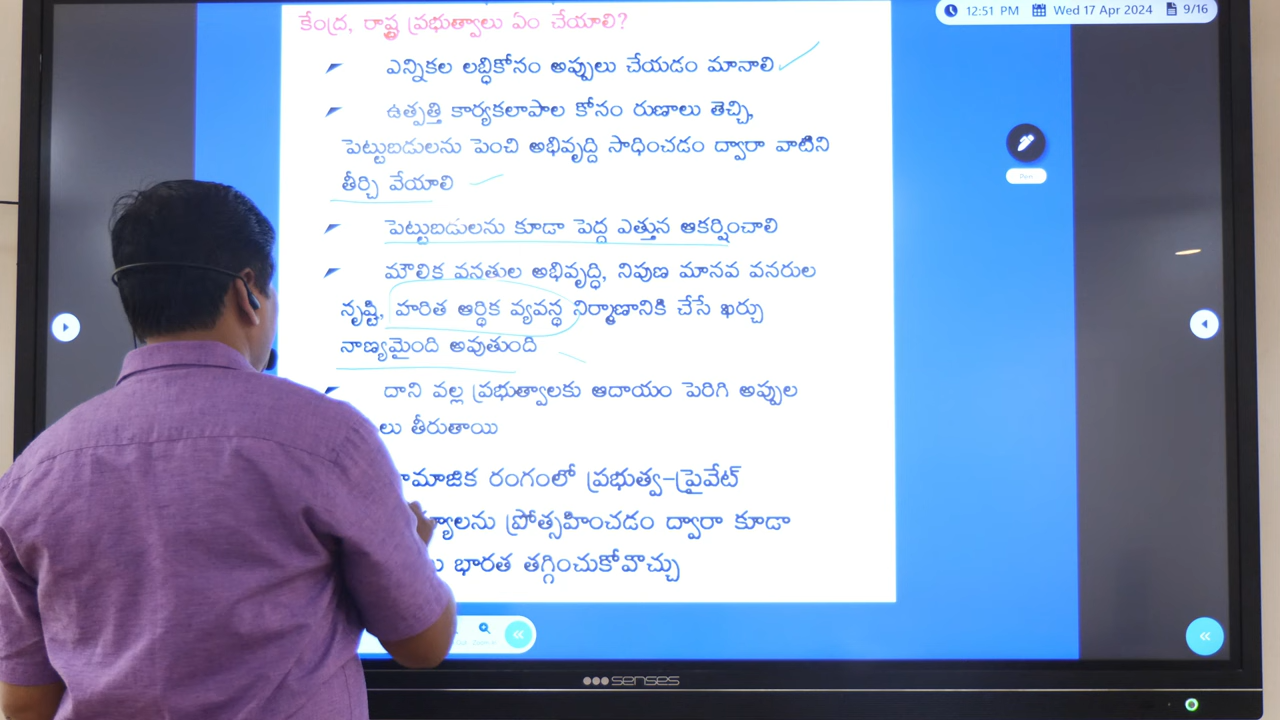 12:51 PM Wed 17 Apr 2024 9/16
కేంద్ర, రాష్ట్ర ప్రభుత్వాలు ఏం చేయాలి?
ఎన్నికల లబ్ధికోసం అప్పులు చేయడం మానాలి
ఉత్పత్తి కార్యకలాపాల కోసం రుణాలు తెచ్చి,
పెట్టుబడులను పెంచి అభివృద్ధి సాధించడం ద్వారా వాటిని
తీర్చి వేయాలి
పెట్టుబడులను కూడా పెద్ద ఎత్తున ఆకర్షించాలి
మౌలిక వసతుల అభివృద్ధి, నిపుణ మానవ వనరుల
సృష్టి, హరిత ఆర్థిక వ్యవస్థ నిర్మాణానికి చేసే ఖర్చు
నాణ్యమైంది అవుతుంది
దాని వల్ల ప్రభుత్వాలకు ఆదాయం పెరిగి అప్పుల
లు తీరుతాయి
మాజిక రంగంలో ప్రభుత్వ-ప్రైవేట్
లను ప్రోత్సహించడం ద్వారా కూడా
భారత తగ్గించుకోవొచ్చు
Pen
senses